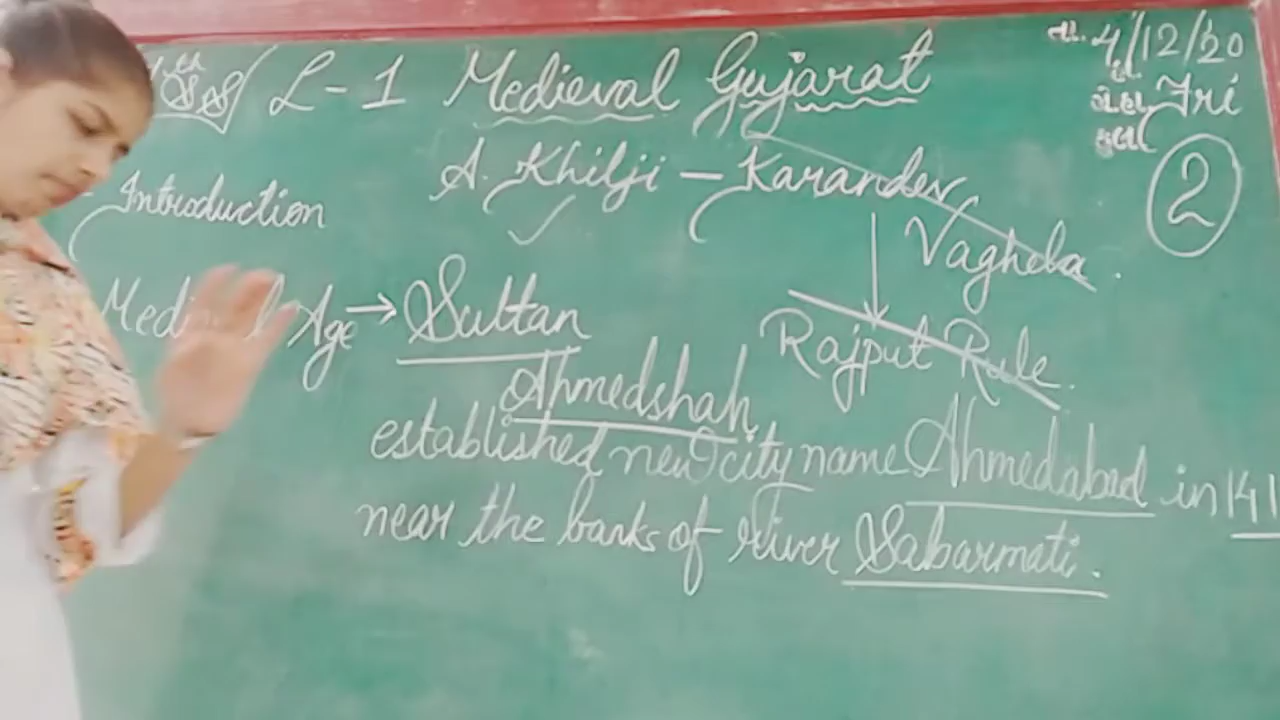 SS L-1 Medieval Gujarat
4/12/20
Fri
2
A. Khilji – Karandev
Vaghela.
Introduction
Rajput Rule.
Age → Sultan
Ahmedshah
established new city name Ahmedabad in 141
near the banks of river Sabarmati.